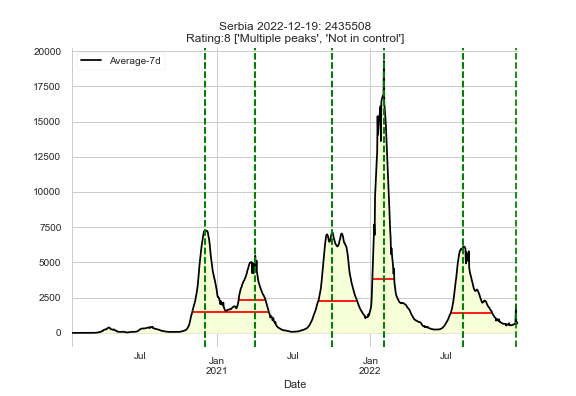 Serbia 2022-12-19: 2435508
Rating:8 ['Multiple peaks', 'Not in control']
20000
Average-7d
17500
15000
12500
10000
7500
5000
2500
0
Jul
Jan
2021
Jul
Jan
2022
Jul
Date